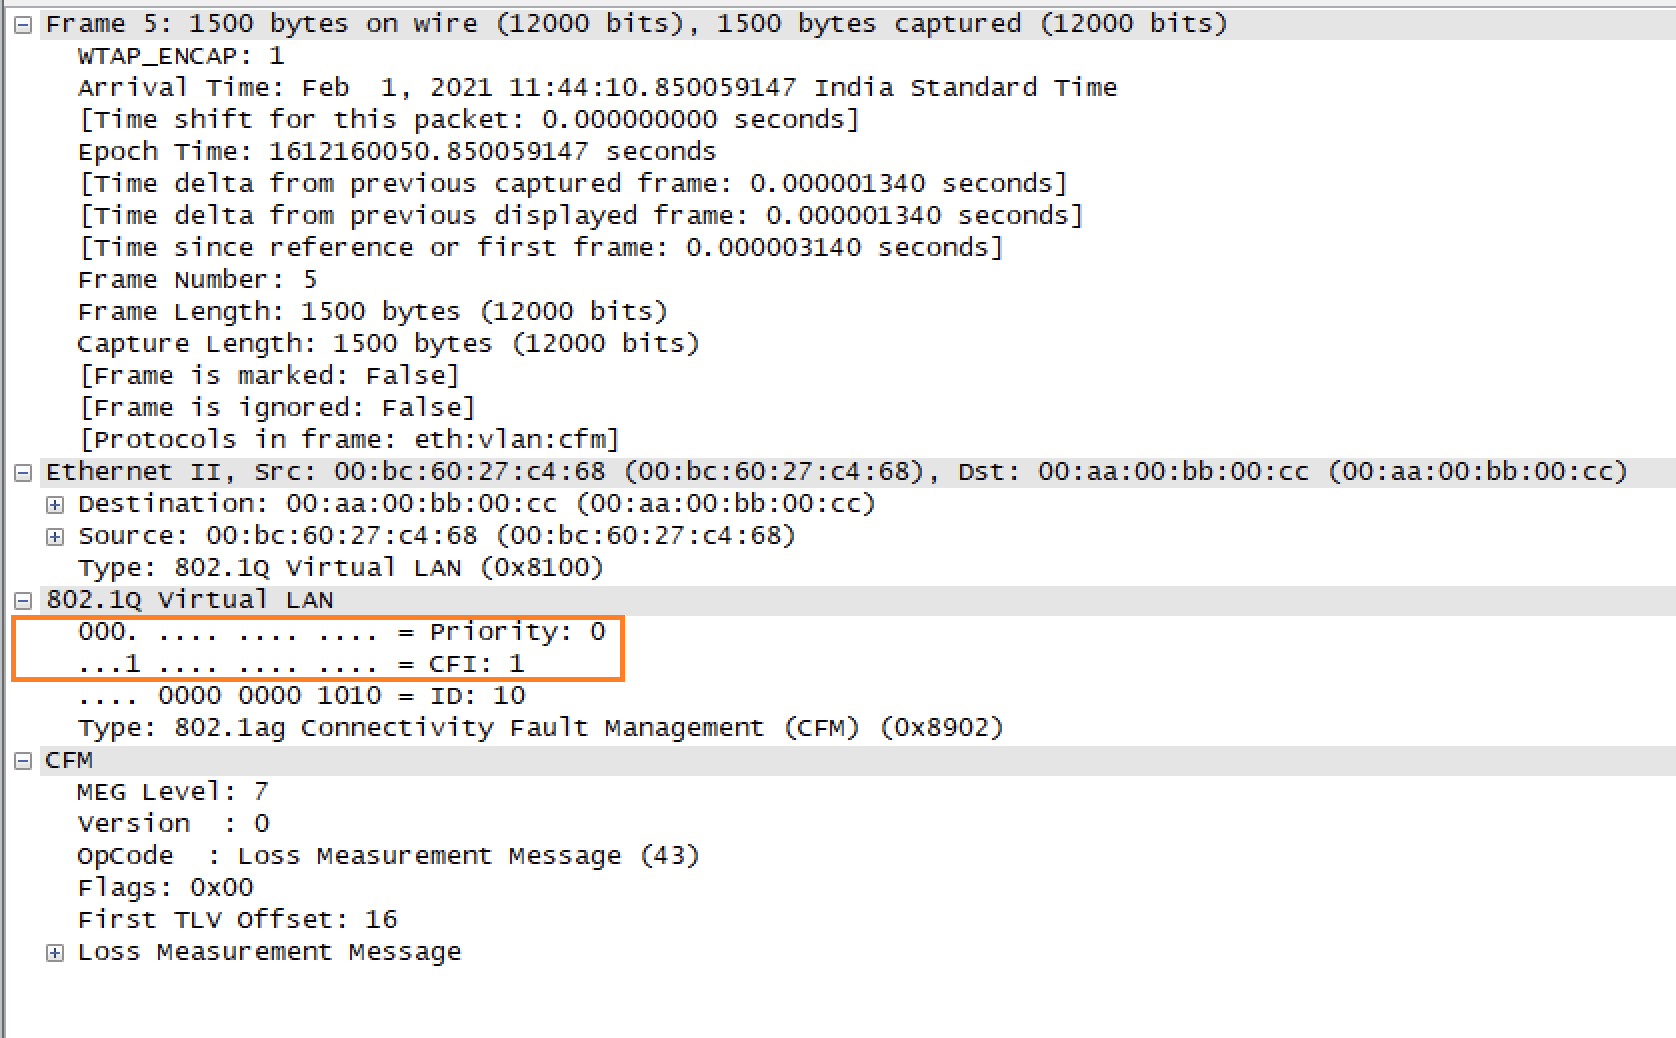 Frame 5: 1500 bytes on wire (12000 bits), 1500 bytes captured (12000 bits)
WTAP_ENCAP: 1
Arrival Time: Feb  1, 2021 11:44:10.850059147 India Standard Time
[Time shift for this packet: 0.000000000 seconds]
Epoch Time: 1612160050.850059147 seconds
[Time delta from previous captured frame: 0.000001340 seconds]
[Time delta from previous displayed frame: 0.000001340 seconds]
[Time since reference or first frame: 0.000003140 seconds]
Frame Number: 5
Frame Length: 1500 bytes (12000 bits)
Capture Length: 1500 bytes (12000 bits)
[Frame is marked: False]
[Frame is ignored: False]
[Protocols in frame: eth:vlan:cfm]
Ethernet II, Src: 00:bc:60:27:c4:68 (00:bc:60:27:c4:68), Dst: 00:aa:00:bb:00:cc (00:aa:00:bb:00:cc)
Destination: 00:aa:00:bb:00:cc (00:aa:00:bb:00:cc)
Source: 00:bc:60:27:c4:68 (00:bc:60:27:c4:68)
Type: 802.1Q Virtual LAN (0x8100)
802.1Q Virtual LAN
000. .... .... .... = Priority: 0
...1 .... .... .... = CFI: 1
.... 0000 0000 1010 = ID: 10
Type: 802.1ag Connectivity Fault Management (CFM) (0x8902)
CFM
MEG Level: 7
Version  : 0
OpCode  : Loss Measurement Message (43)
Flags: 0x00
First TLV Offset: 16
Loss Measurement Message